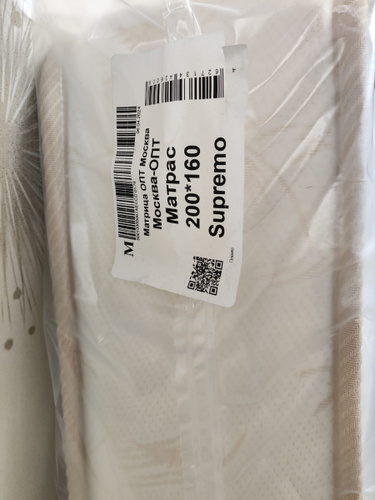 М
Матрица ОПТ Москва
Москва-ОПТ
Матрас
200*160
Supremo